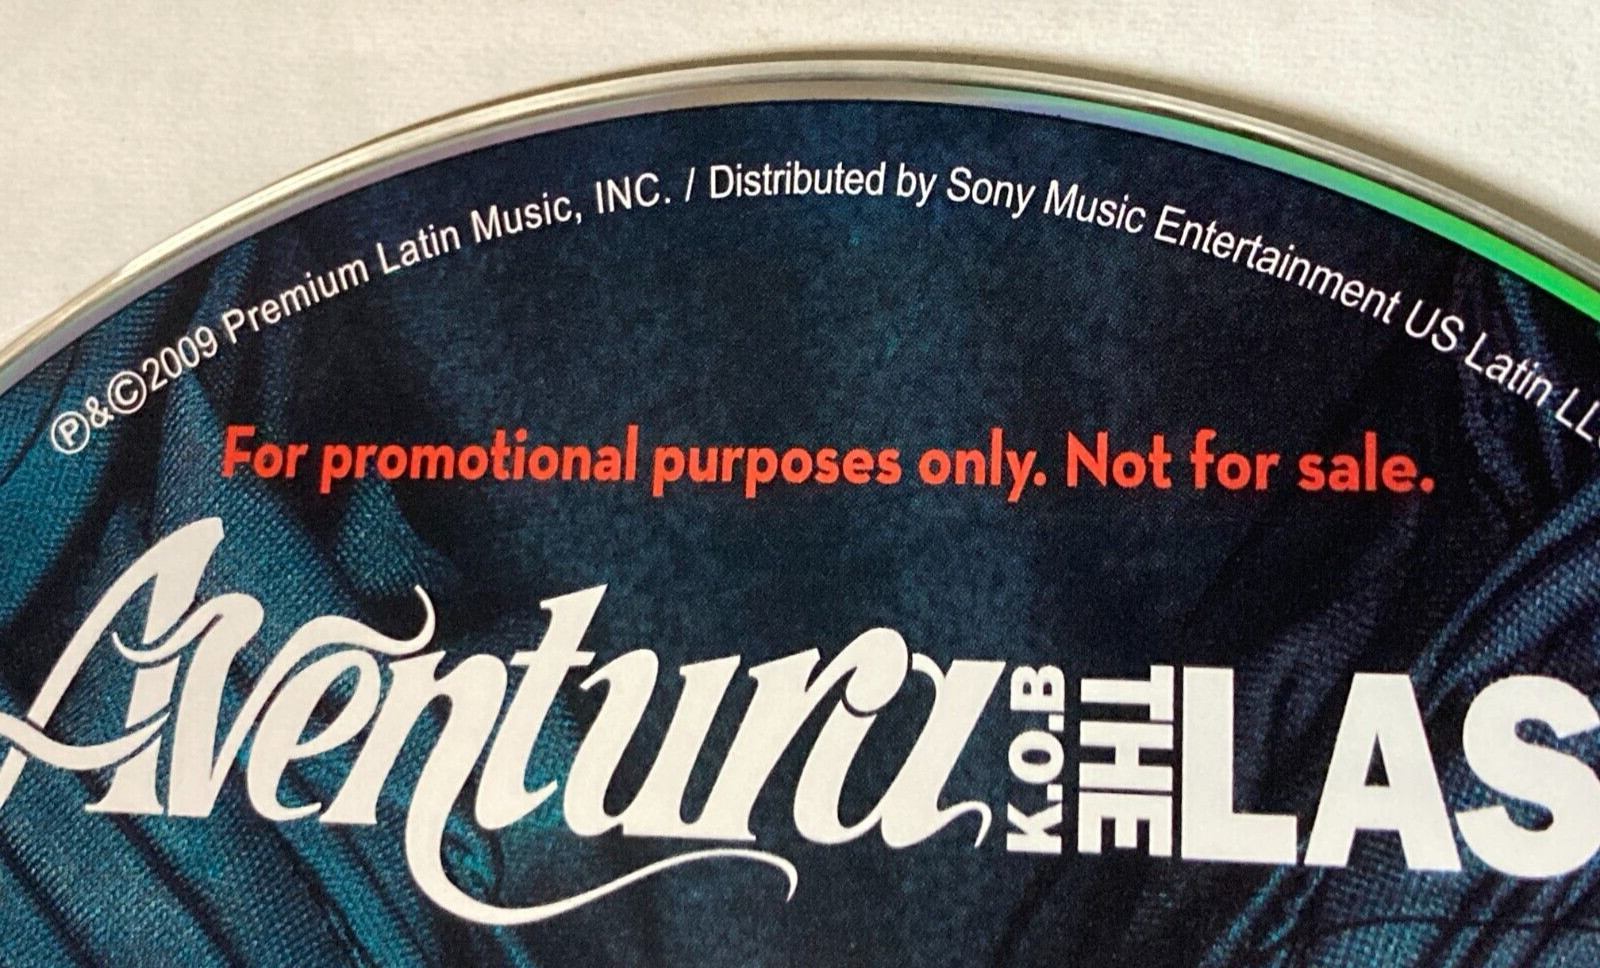 Ⓟ&©2009 Premium Latin Music, INC. / Distributed by Sony Music Entertainment US Latin
For promotional purposes only. Not for sale.
Aventura K.O.B THE LAS